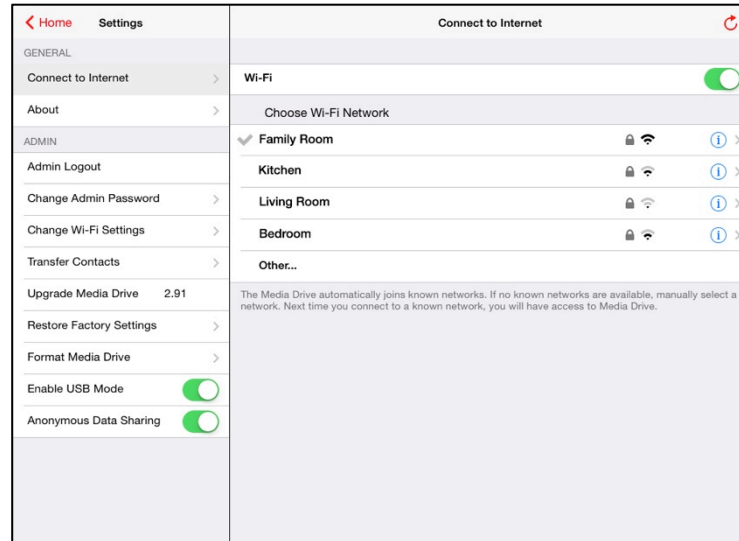 Home Settings
GENERAL
Connect to Internet
About
ADMIN
Admin Logout
Change Admin Password
Change Wi-Fi Settings
Transfer Contacts
Upgrade Media Drive 2.91
Restore Factory Settings
Format Media Drive
Enable USB Mode
Anonymous Data Sharing
Connect to Internet
Wi-Fi
Choose Wi-Fi Network
Family Room
Kitchen
Living Room
Bedroom
Other...
The Media Drive automatically joins known networks. If no known networks are available, manually select a
network. Next time you connect to a known network, you will have access to Media Drive.